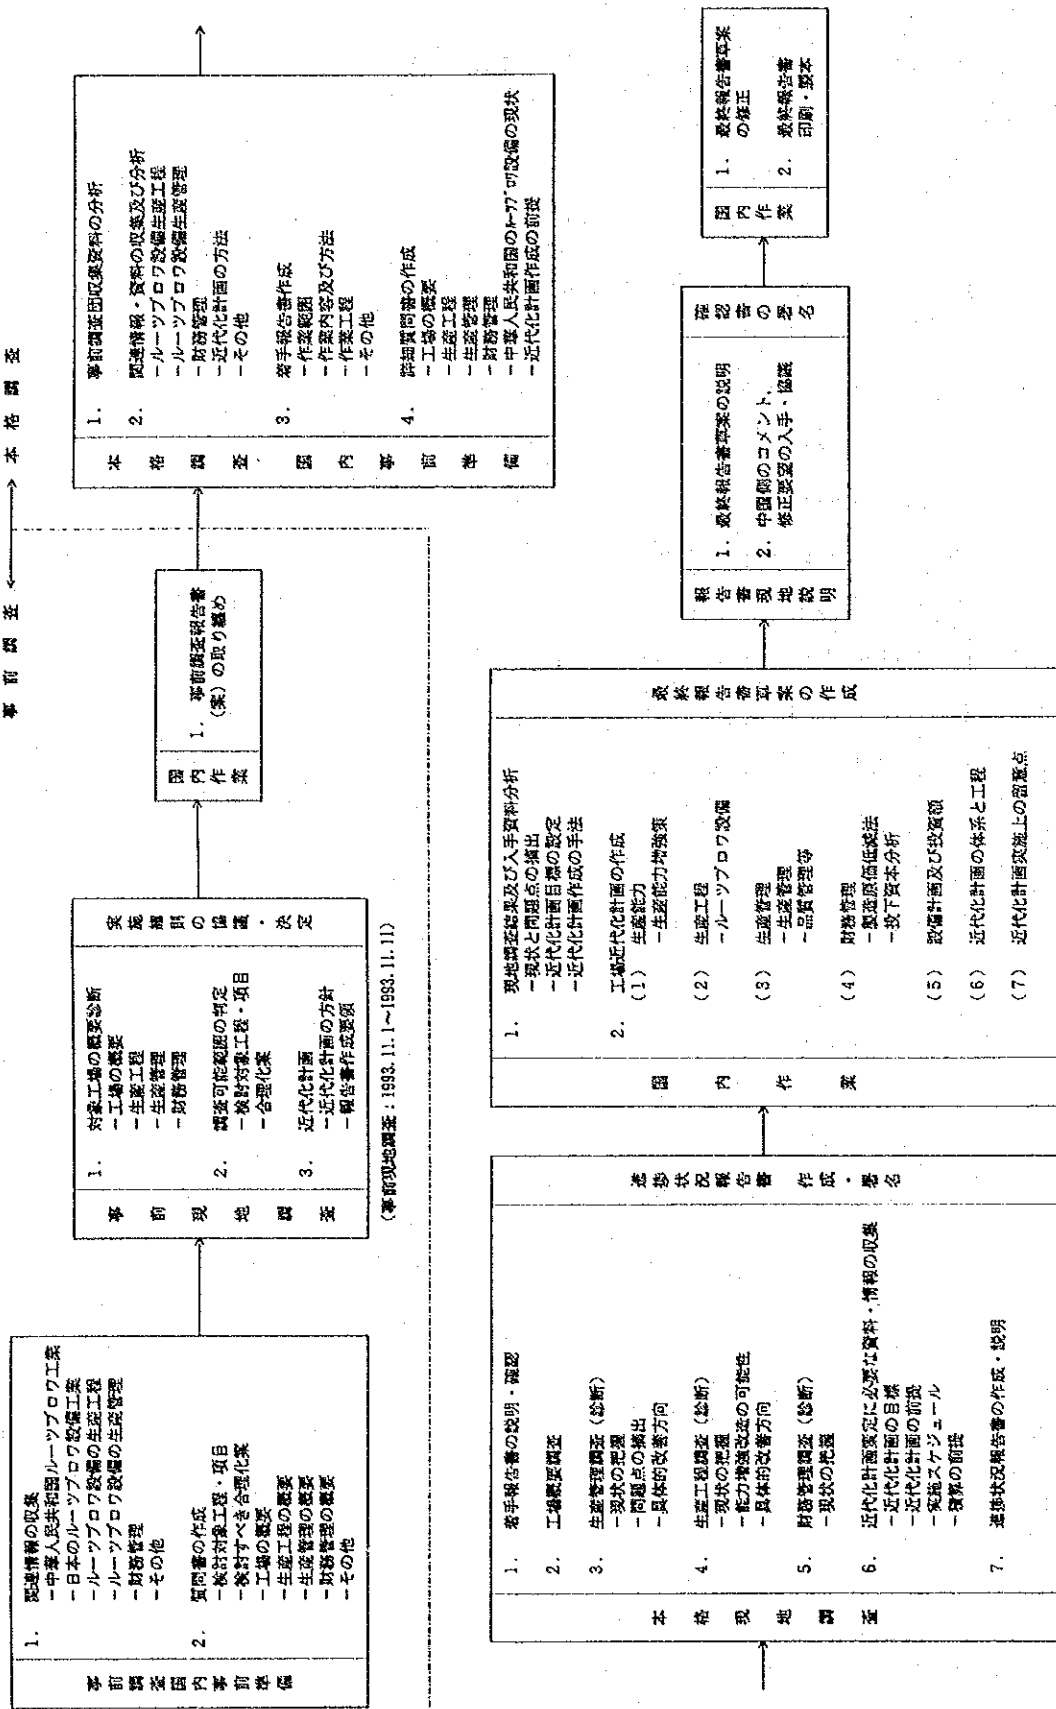 事前調査 ←→ 本格調査
事前調査国内事前準備
1. 関連情報の収集
－中華人民共和国ルーツブロワ工業
－日本のルーツブロワ設備工業
－ルーツブロワ設備の生産工程
－ルーツブロワ設備の生産管理
－財務管理
－その他
2. 質問書の作成
－検討対象工程・項目
－検討すべき合理化案
－工場の概要
－生産工程の概要
－生産管理の概要
－財務管理の概要
－その他
事前現地調査
1. 対象工場の概要診断
－工場の概要
－生産工程
－生産管理
－財務管理
2. 調査可能範囲の判定
－検討対象工程・項目
－合理化案
3. 近代化計画
－近代化計画の方針
－報告書作成要領
実施細則の協議・決定
(事前現地調査：1993.11.1～1993.11.11)
国内作業
1. 事前調査報告書
(案) の取り纏め
本格調査・国内事前準備
1. 事前調査団収集資料の分析
2. 関連情報・資料の収集及び分析
－ルーツブロワ設備生産工程
－ルーツブロワ設備生産管理
－財務管理
－近代化計画の方法
－その他
3. 着手報告書作成
－作業範囲
－作業内容及び方法
－作業工程
－その他
4. 詳細質問書の作成
－工場の概要
－生産工程
－生産管理
－財務管理
－中華人民共和国のルーツブロワ設備の現状
－近代化計画作成の前提
本格現地調査
1. 着手報告書の説明・確認
2. 工場概要調査
3. 生産管理調査 (診断)
－現状の把握
－問題点の摘出
－具体的改善方向
4. 生産工程調査 (診断)
－現状の把握
－能力増強改造の可能性
－具体的改善方向
5. 財務管理調査 (診断)
－現状の把握
6. 近代化計画策定に必要な資料・情報の収集
－近代化計画の目標
－近代化計画の前提
－実施スケジュール
－積算の前提
7. 進捗状況報告書の作成・説明
進捗状況報告書 作成・署名
国内作業
1. 現地調査結果及び入手資料分析
－現状と問題点の摘出
－近代化計画目標の設定
－近代化計画作成の手法
2. 工場近代化計画の作成
(1) 生産能力
－生産能力増強策
(2) 生産工程
－ルーツブロワ設備
(3) 生産管理
－生産管理
－品質管理等
(4) 財務管理
－製造原価低減法
－投下資本分析
(5) 設備計画及び投資額
(6) 近代化計画の体系と工程
(7) 近代化計画実施上の留意点
最終報告書草案の作成
報告書現地説明
1. 最終報告書草案の説明
2. 中国側のコメント、
修正要望の入手・協議
確認書の署名
国内作業
1. 最終報告書草案
の修正
2. 最終報告書
印刷・製本